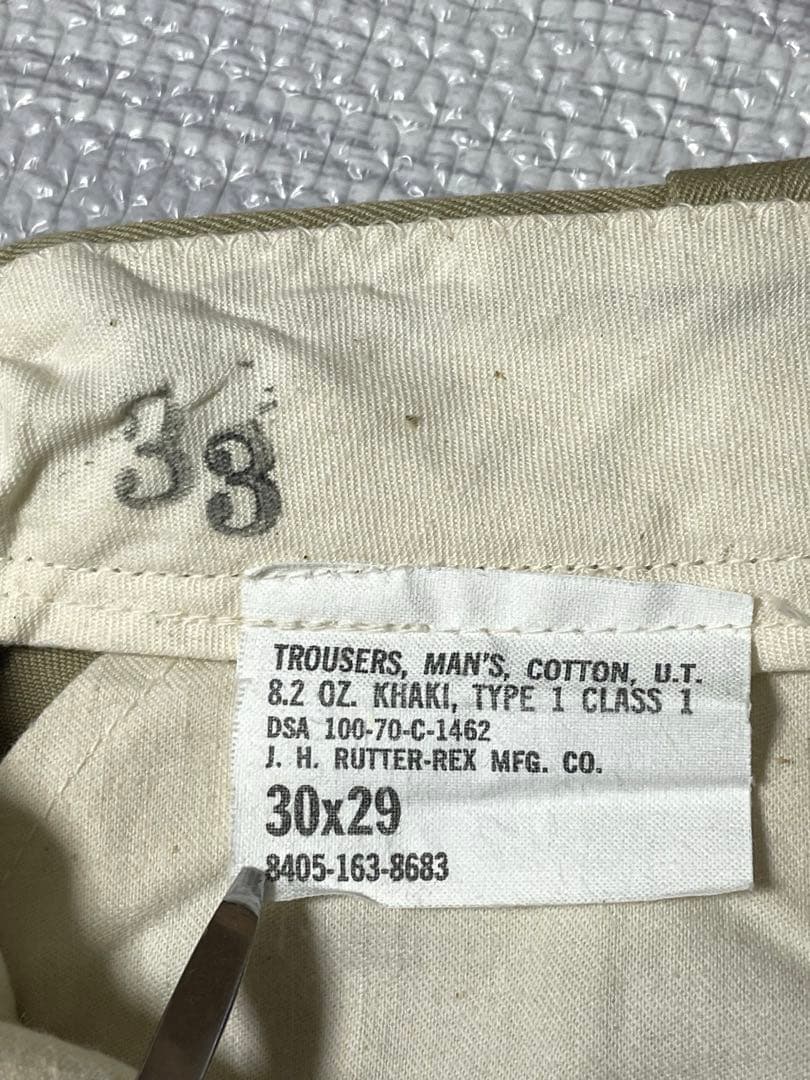 33
TROUSERS, MAN'S, COTTON, U.T.
8.2 OZ. KHAKI, TYPE 1 CLASS 1
DSA 100-70-C-1462
J. H. RUTTER-REX MFG. CO.
30x29
8405-163-8683